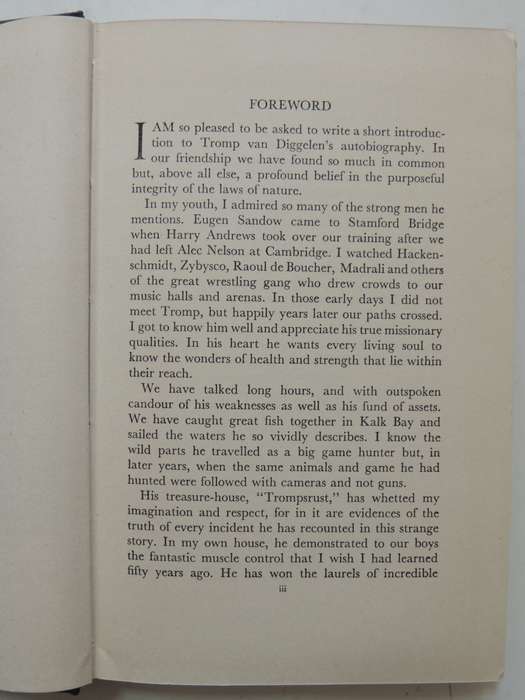 FOREWORD
I AM so pleased to be asked to write a short introduc-
tion to Tromp van Diggelen's autobiography. In
our friendship we have found so much in common
but, above all else, a profound belief in the purposeful
integrity of the laws of nature.
In my youth, I admired so many of the strong men he
mentions. Eugen Sandow came to Stamford Bridge
when Harry Andrews took over our training after we
had left Alec Nelson at Cambridge. I watched Hacken-
schmidt, Zybysco, Raoul de Boucher, Madrali and others
of the great wrestling gang who drew crowds to our
music halls and arenas. In those early days I did not
meet Tromp, but happily years later our paths crossed.
I got to know him well and appreciate his true missionary
qualities. In his heart he wants every living soul to
know the wonders of health and strength that lie within
their reach.
We have talked long hours, and with outspoken
candour of his weaknesses as well as his fund of assets.
We have caught great fish together in Kalk Bay and
sailed the waters he so vividly describes. I know the
wild parts he travelled as a big game hunter but, in
later years, when the same animals and game he had
hunted were followed with cameras and not guns.
His treasure-house, "Trompsrust," has whetted my
imagination and respect, for in it are evidences of the
truth of every incident he has recounted in this strange
story. In my own house, he demonstrated to our boys
the fantastic muscle control that I wish I had learned
fifty years ago. He has won the laurels of incredible
iii